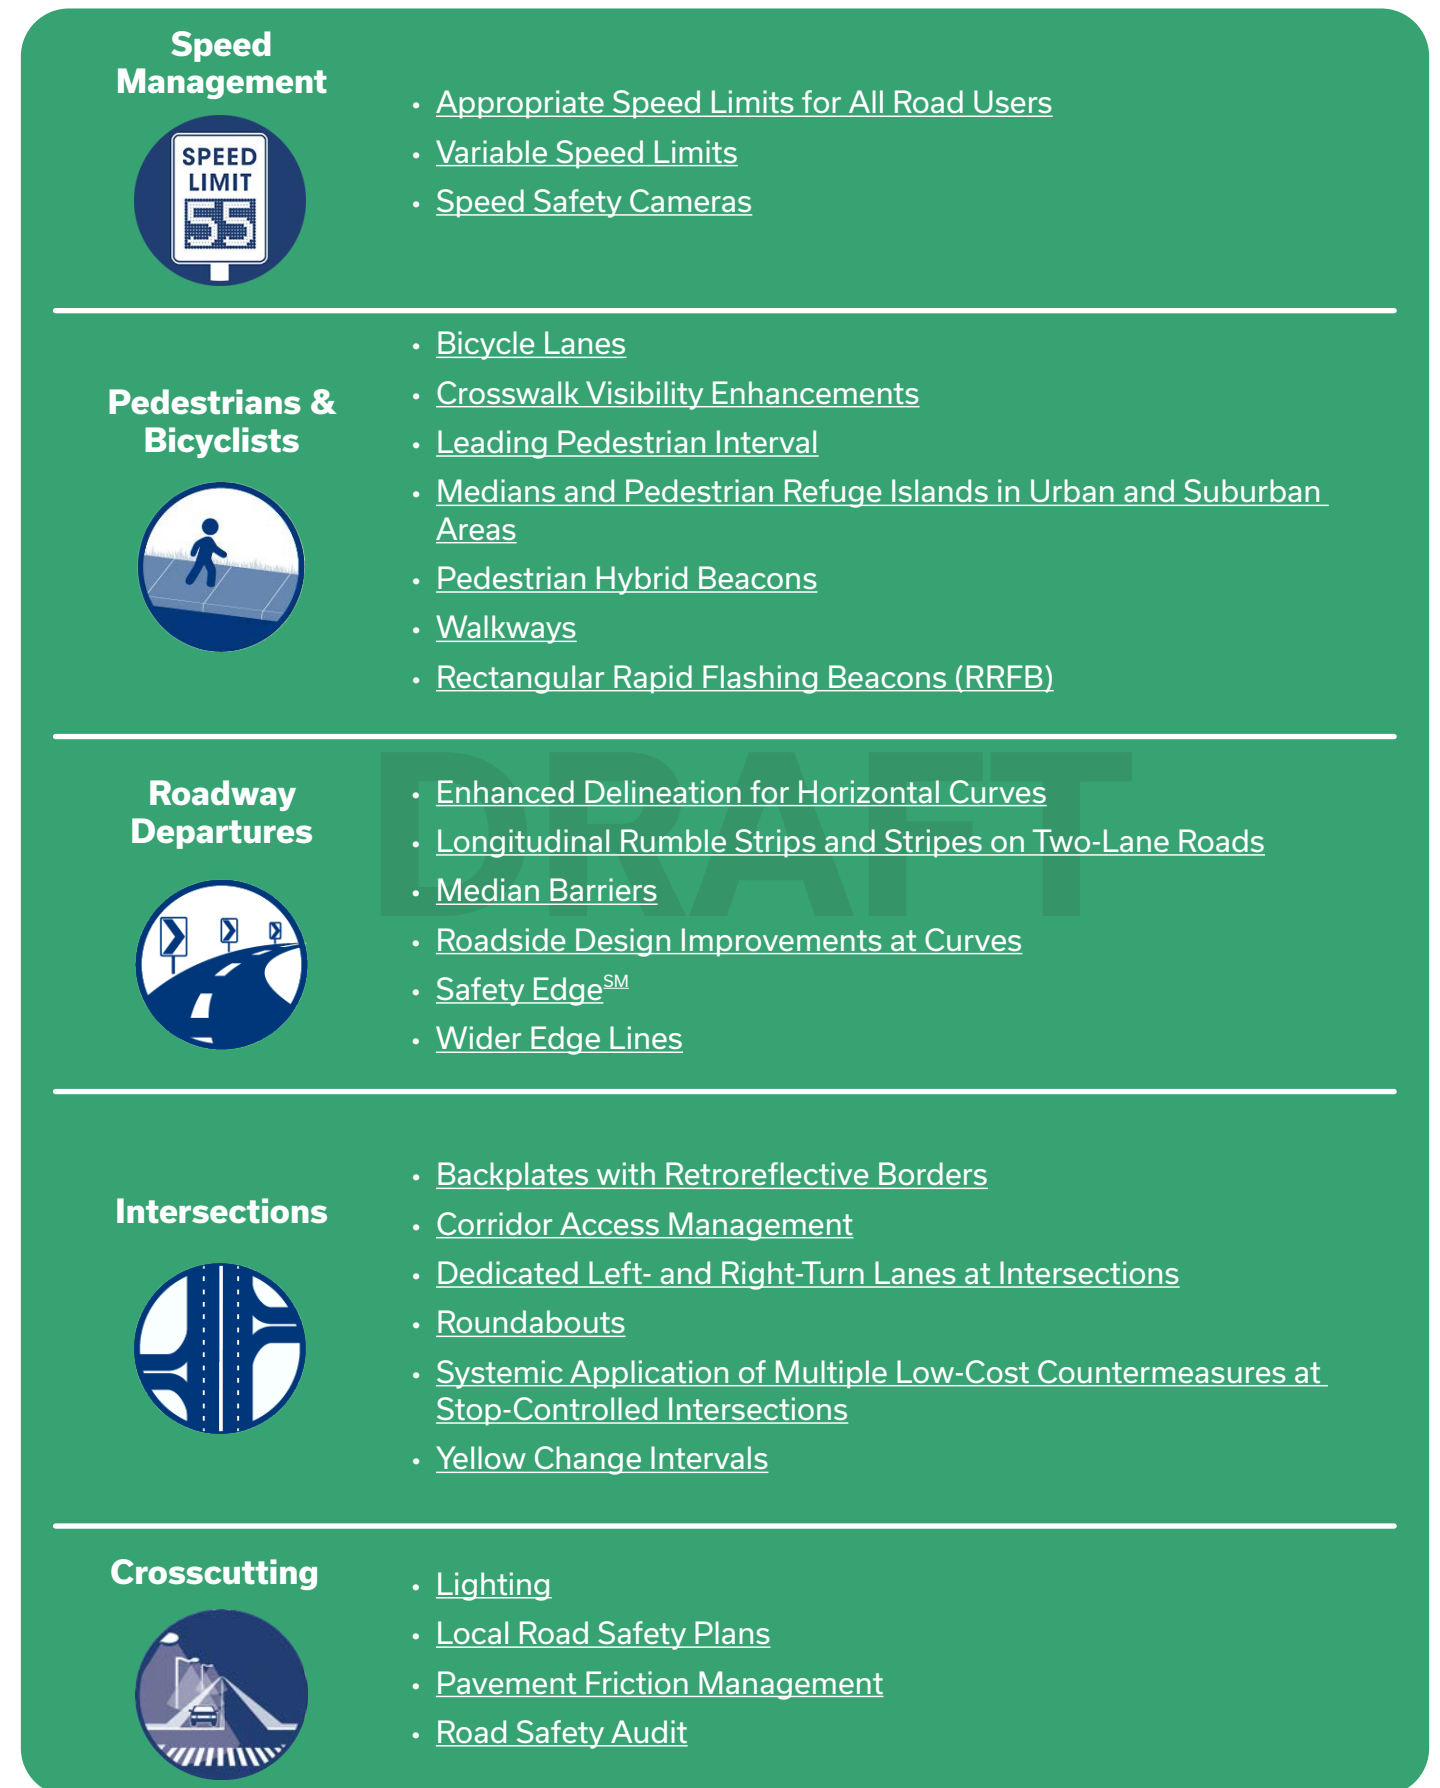 Speed
Management
SPEED
LIMIT
55
• Appropriate Speed Limits for All Road Users
• Variable Speed Limits
• Speed Safety Cameras
Pedestrians &
Bicyclists
• Bicycle Lanes
• Crosswalk Visibility Enhancements
• Leading Pedestrian Interval
• Medians and Pedestrian Refuge Islands in Urban and Suburban
Areas
• Pedestrian Hybrid Beacons
• Walkways
• Rectangular Rapid Flashing Beacons (RRFB)
DRAFT
Roadway
Departures
• Enhanced Delineation for Horizontal Curves
• Longitudinal Rumble Strips and Stripes on Two-Lane Roads
• Median Barriers
• Roadside Design Improvements at Curves
• Safety Edge℠
• Wider Edge Lines
Intersections
• Backplates with Retroreflective Borders
• Corridor Access Management
• Dedicated Left- and Right-Turn Lanes at Intersections
• Roundabouts
• Systemic Application of Multiple Low-Cost Countermeasures at
Stop-Controlled Intersections
• Yellow Change Intervals
Crosscutting
• Lighting
• Local Road Safety Plans
• Pavement Friction Management
• Road Safety Audit